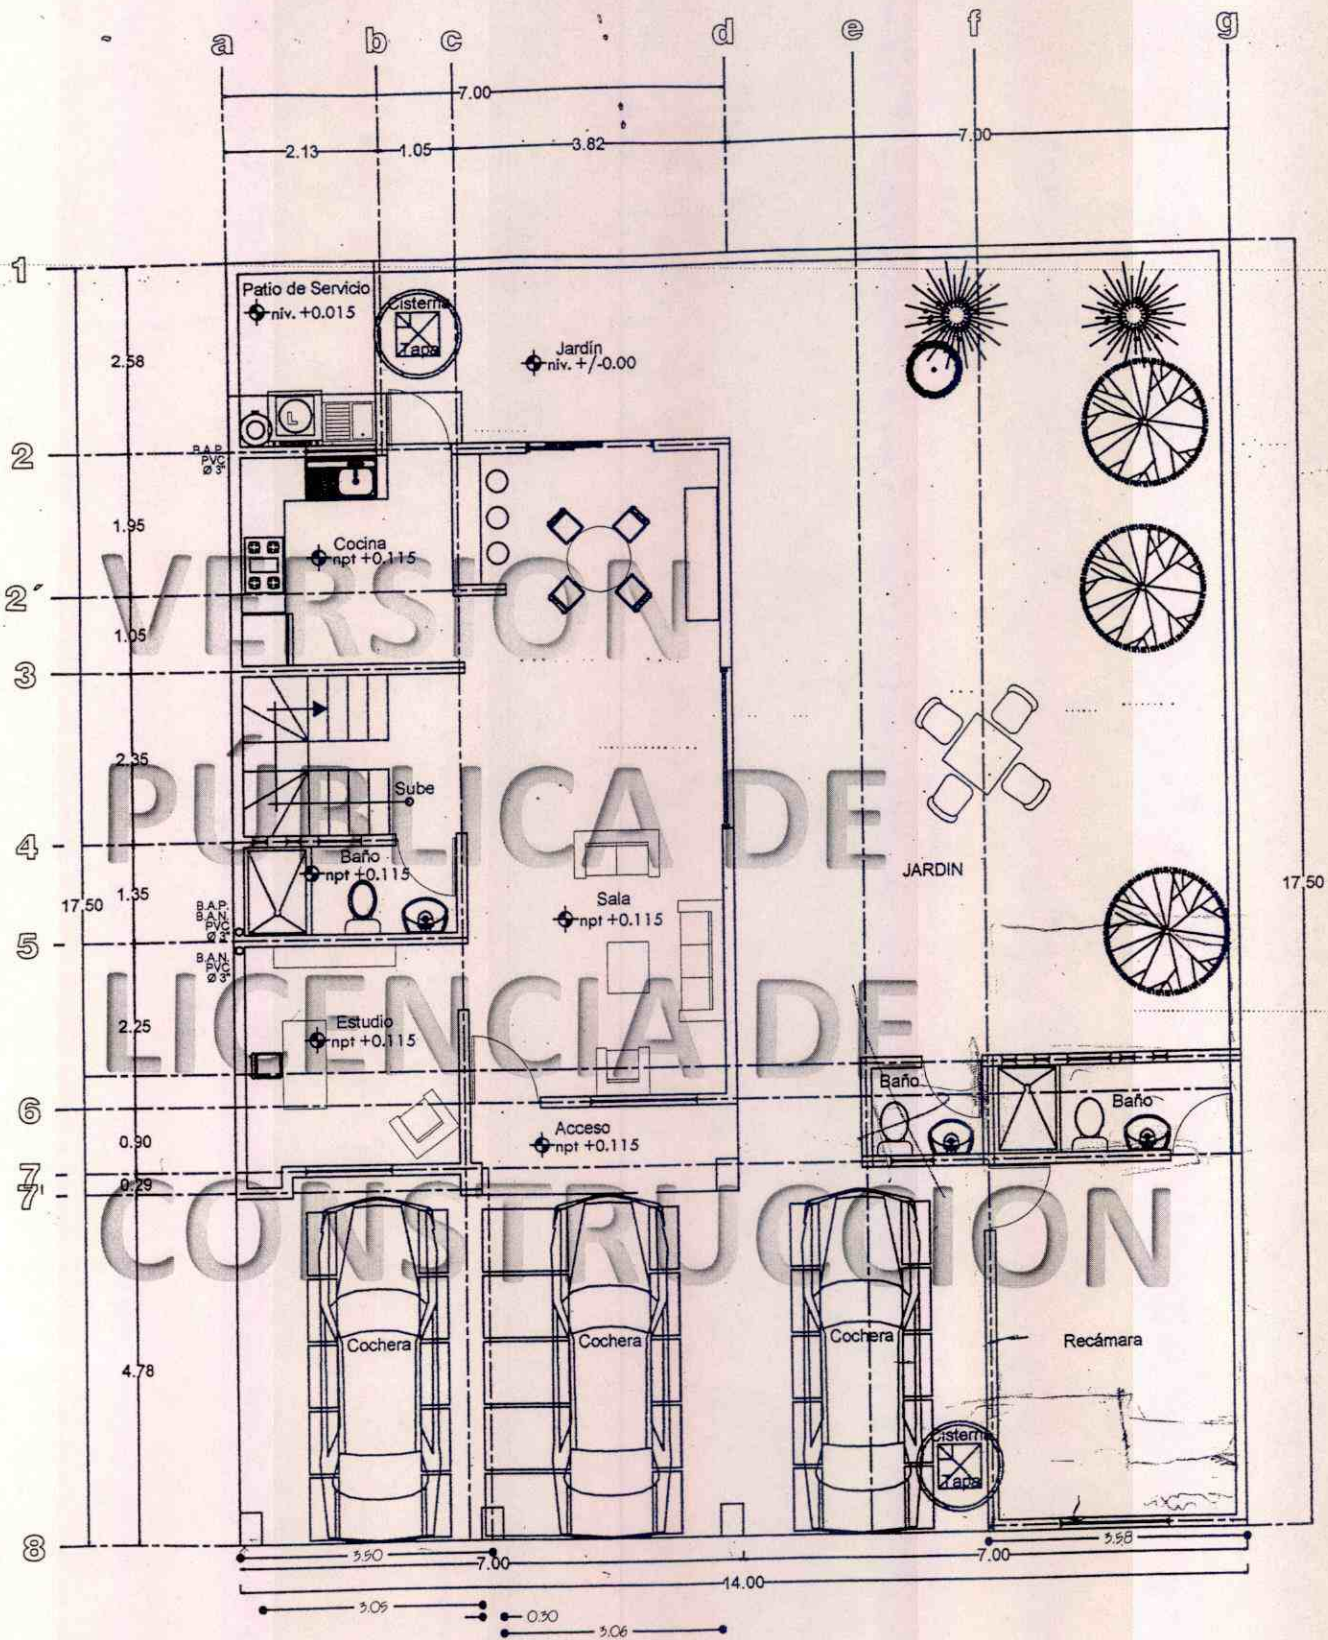 a b c d e f g
7.00
2.13 1.05 3.82 7.00
1
Patio de Servicio
niv. +0.015
Cisterna
Tapa
Jardín
niv. +/-0.00
2.58
L
2
B.A.P.
PVC
Ø 3"
1.95
Cocina
npt +0.115
VERSION
2´
1.05
3
2.35
Sube
PÚBLICA DE
4
Baño
npt +0.115
JARDIN
1.35
17.50
17.50
Sala
npt +0.115
B.A.P.
B.A.N.
PVC
Ø 3"
5
B.A.N.
PVC
Ø 3"
LICENCIA DE
2.25
Estudio
npt +0.115
Baño
Baño
6
0.90
Acceso
npt +0.115
7
0.29
7'
CONSTRUCCION
Cochera
Cochera
Cochera
Recámara
4.78
Cisterna
Tapa
8
3.50
7.00
7.00
3.58
14.00
3.05
0.30
3.06